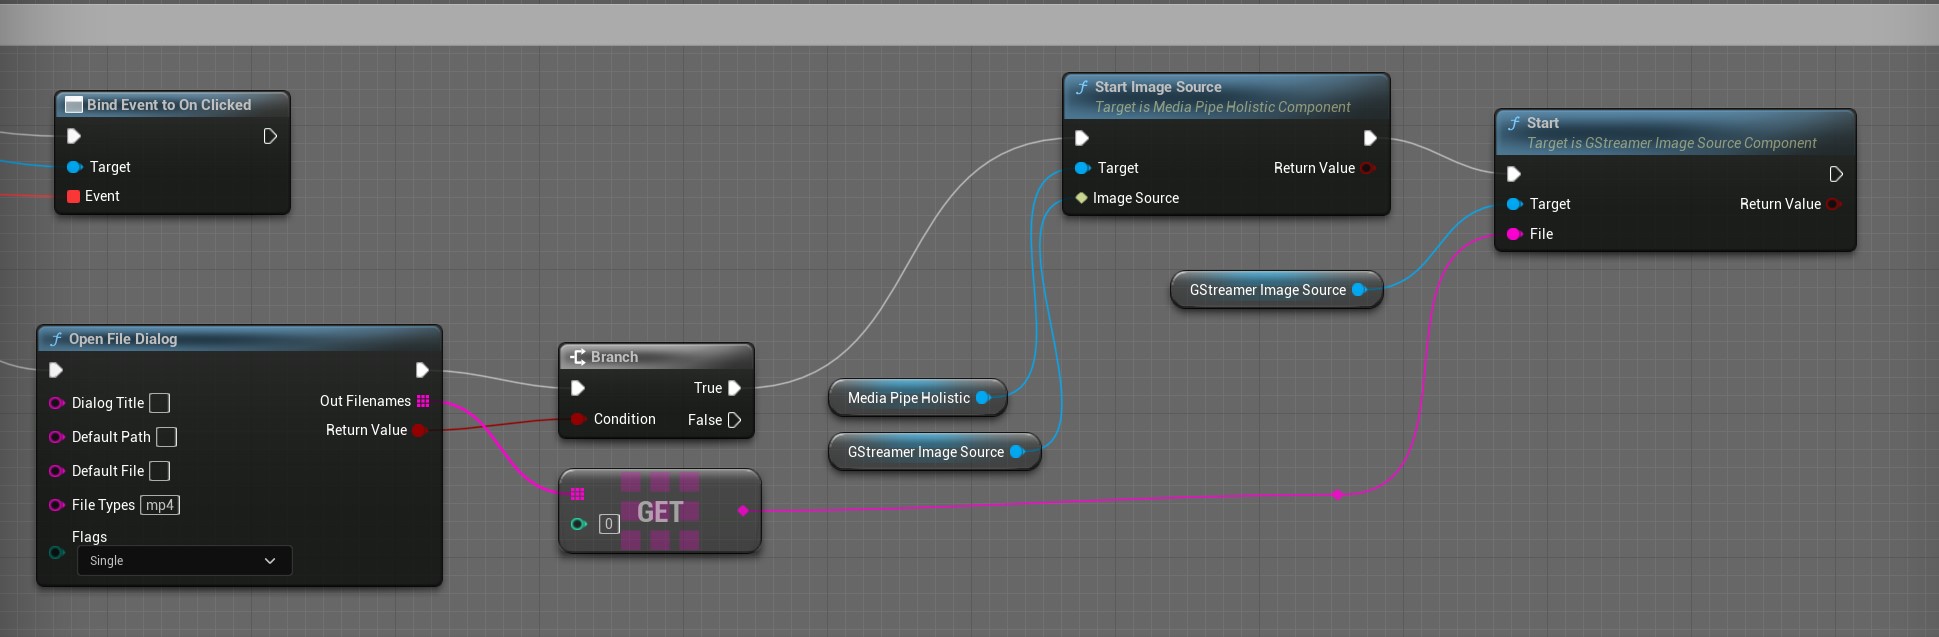 Bind Event to On Clicked
Target
Event
Open File Dialog
Dialog Title
Default Path
Default File
File Types mp4
Flags
Single
Out Filenames
Return Value
Branch
True
Condition
False
0
GET
Media Pipe Holistic
GStreamer Image Source
Start Image Source
Target is Media Pipe Holistic Component
Target
Return Value
Image Source
GStreamer Image Source
Start
Target is GStreamer Image Source Component
Target
Return Value
File